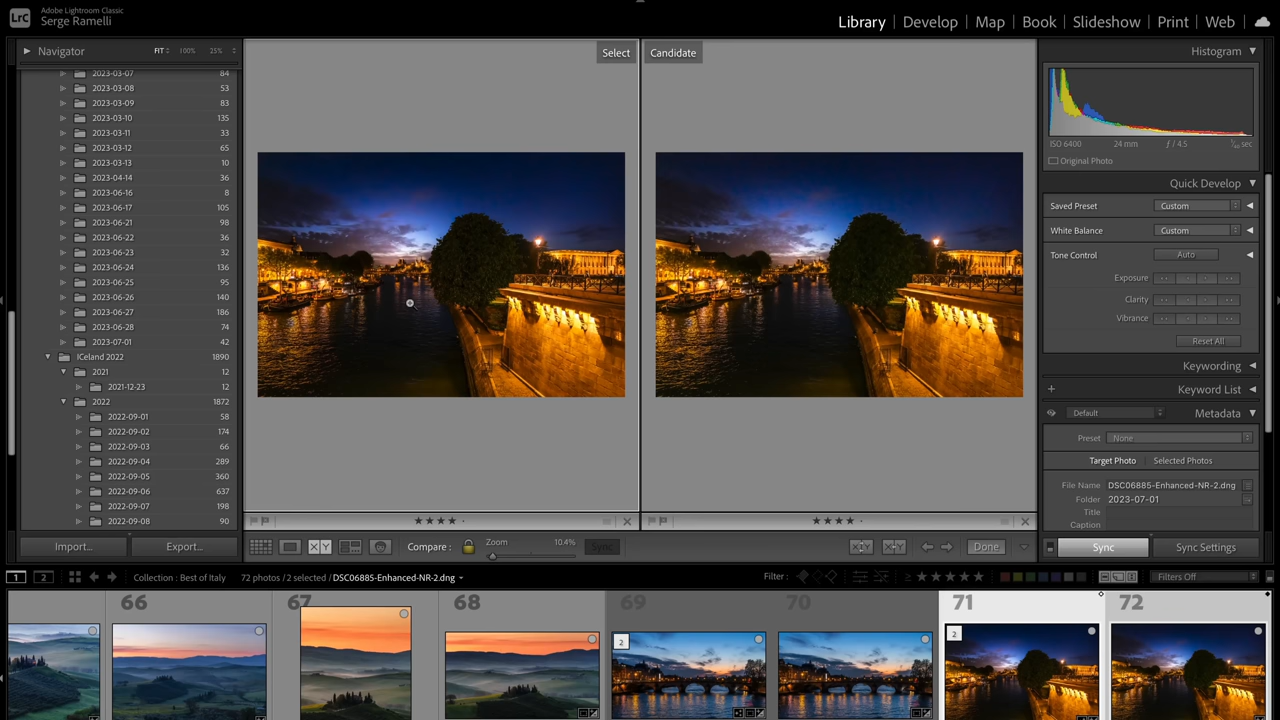 LrC
Adobe Lightroom Classic
Serge Ramelli
Library | Develop | Map | Book | Slideshow | Print | Web
Navigator FIT 100% 25%
2023-03-07 84
2023-03-08 53
2023-03-09 83
2023-03-10 135
2023-03-11 33
2023-03-12 65
2023-03-13 10
2023-04-14 36
2023-06-16 8
2023-06-17 105
2023-06-21 98
2023-06-22 36
2023-06-23 32
2023-06-24 136
2023-06-25 95
2023-06-26 140
2023-06-27 186
2023-06-28 74
2023-07-01 42
ICeland 2022 1890
2021 12
2021-12-23 12
2022 1872
2022-09-01 58
2022-09-02 174
2022-09-03 66
2022-09-04 289
2022-09-05 360
2022-09-06 637
2022-09-07 198
2022-09-08 90
Import... Export...
Select Candidate
Compare : Zoom 10.4% Sync
Done
Histogram
ISO 6400 24 mm ƒ / 4.5 sec
Original Photo
Quick Develop
Saved Preset Custom
White Balance Custom
Tone Control Auto
Exposure
Clarity
Vibrance
Reset All
Keywording
Keyword List
Default Metadata
Preset None
Target Photo Selected Photos
File Name DSC06885-Enhanced-NR-2.dng
Folder 2023-07-01
Title
Caption
Sync Sync Settings
1 2 Collection : Best of Italy 72 photos / 2 selected / DSC06885-Enhanced-NR-2.dng Filter : Filters Off
66 67 68 69 70 71 72
2 2